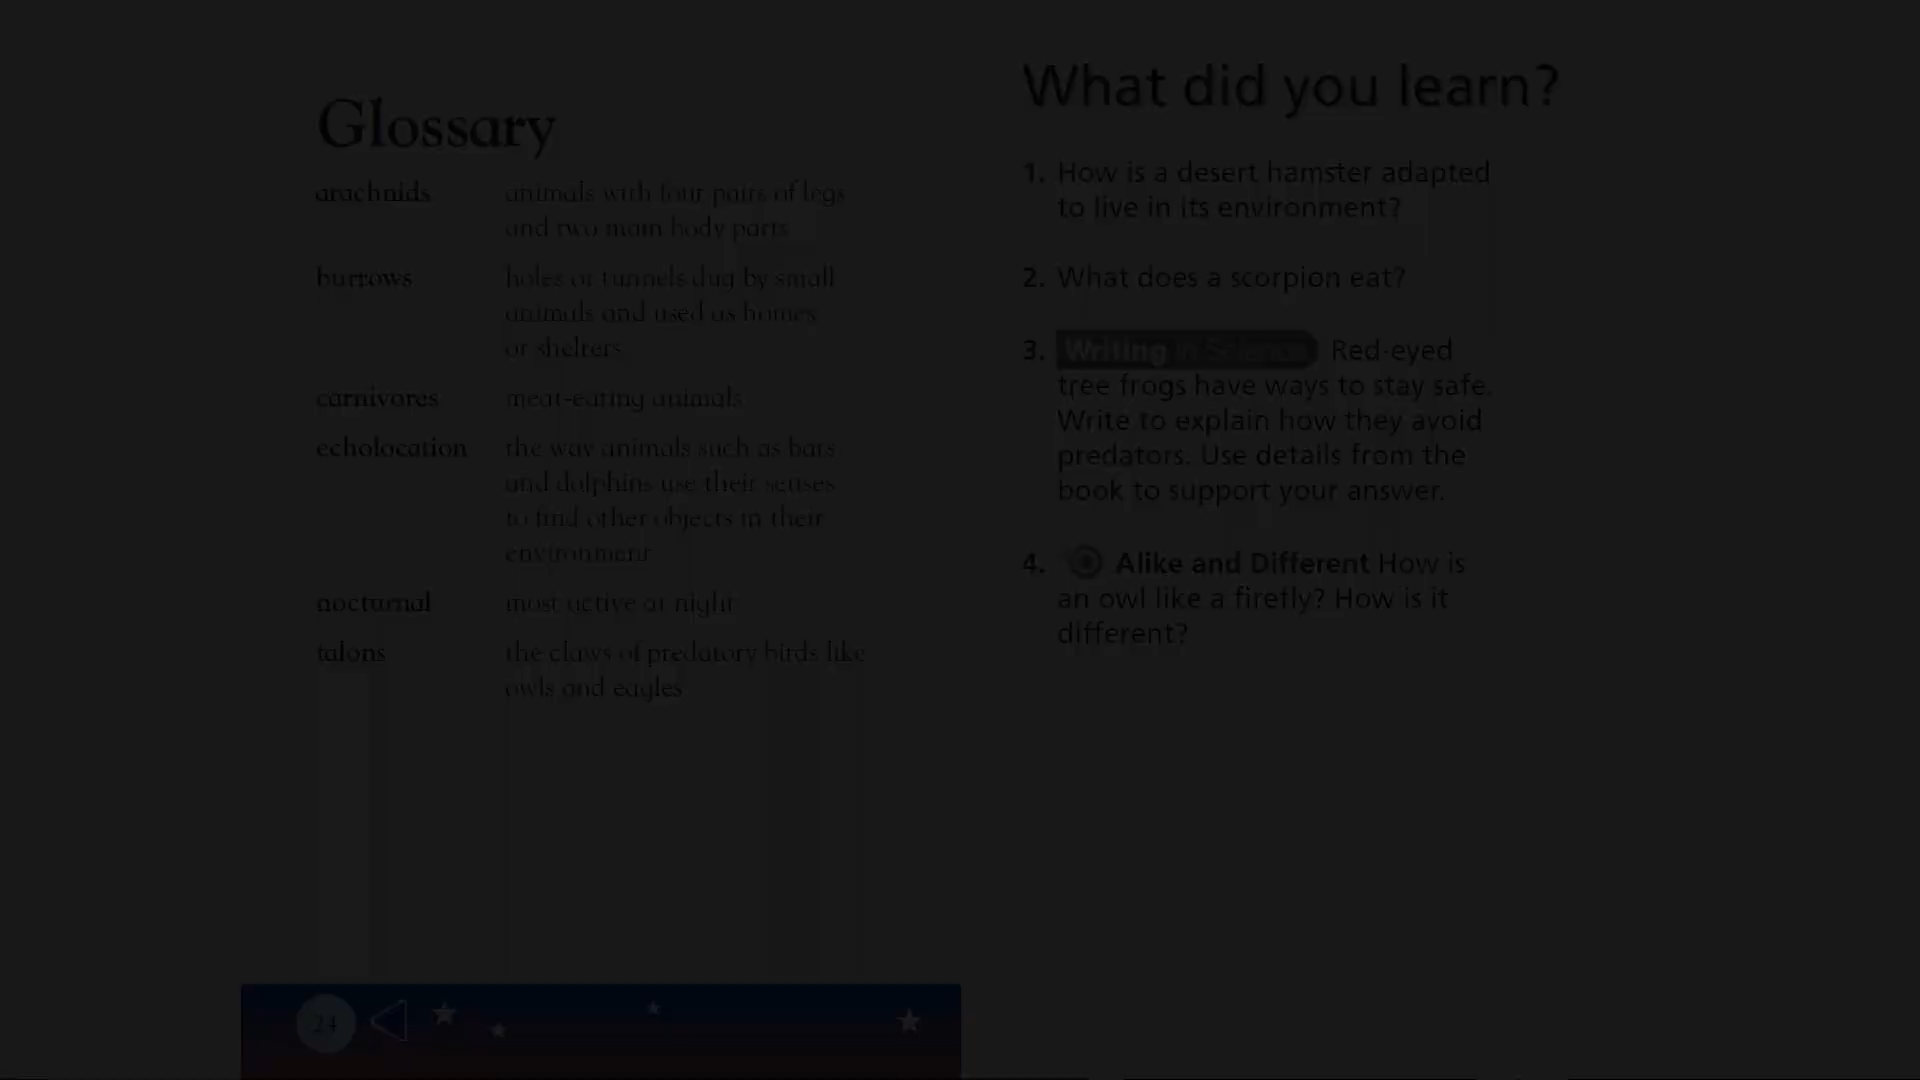 Glossary
arachnids animals with four pairs of legs
and two main body parts
burrows holes or tunnels dug by small
animals and used as homes
or shelters
carnivores meat-eating animals
echolocation the way animals such as bats
and dolphins use their senses
to find other objects in their
environment
nocturnal most active at night
talons the claws of predatory birds like
owls and eagles
24
What did you learn?
1. How is a desert hamster adapted
to live in its environment?
2. What does a scorpion eat?
3. Writing in Science Red-eyed
tree frogs have ways to stay safe.
Write to explain how they avoid
predators. Use details from the
book to support your answer.
4. Alike and Different How is
an owl like a firefly? How is it
different?